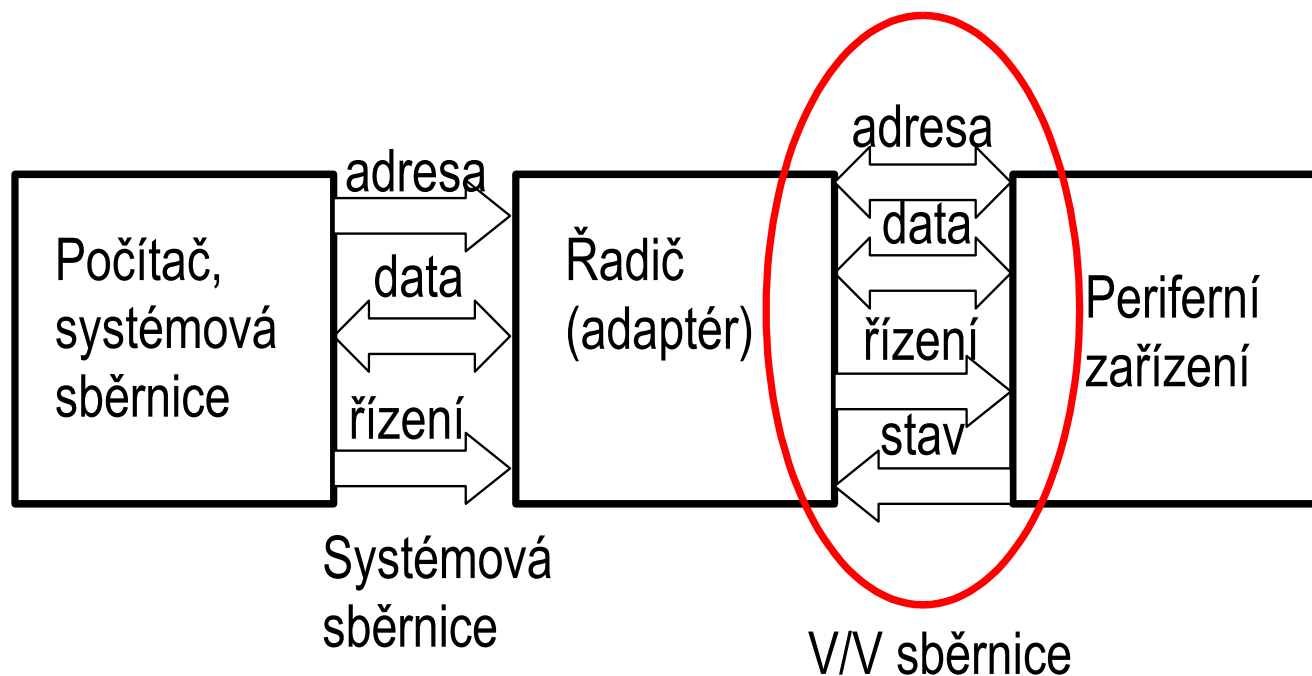 Počítač,
systémová
sběrnice
adresa
data
řízení
Systémová
sběrnice
Řadič
(adaptér)
adresa
data
řízení
stav
V/V sběrnice
Periferní
zařízení